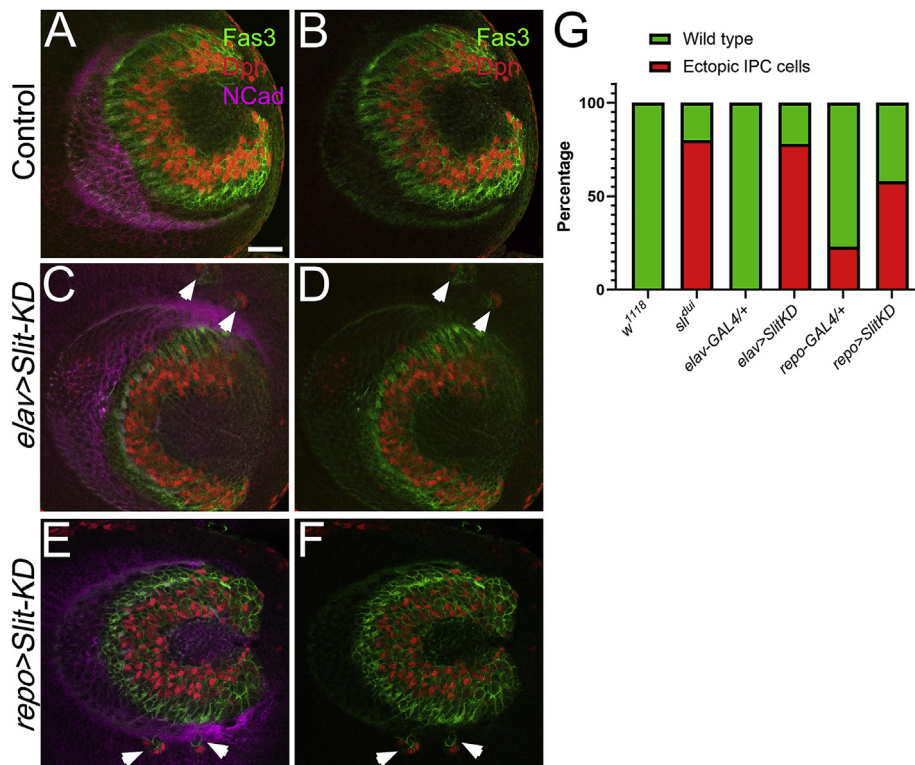 A
Fas3
Dpn
NCad
B
Fas3
Dpn
Control
C
D
elav>Slit-KD
E
F
repo>Slit-KD
G
Wild type
Ectopic IPC cells
Percentage
100
50
0
w1118
slidui
elav-GAL4/+
elav>SlitKD
repo-GAL4/+
repo>SlitKD